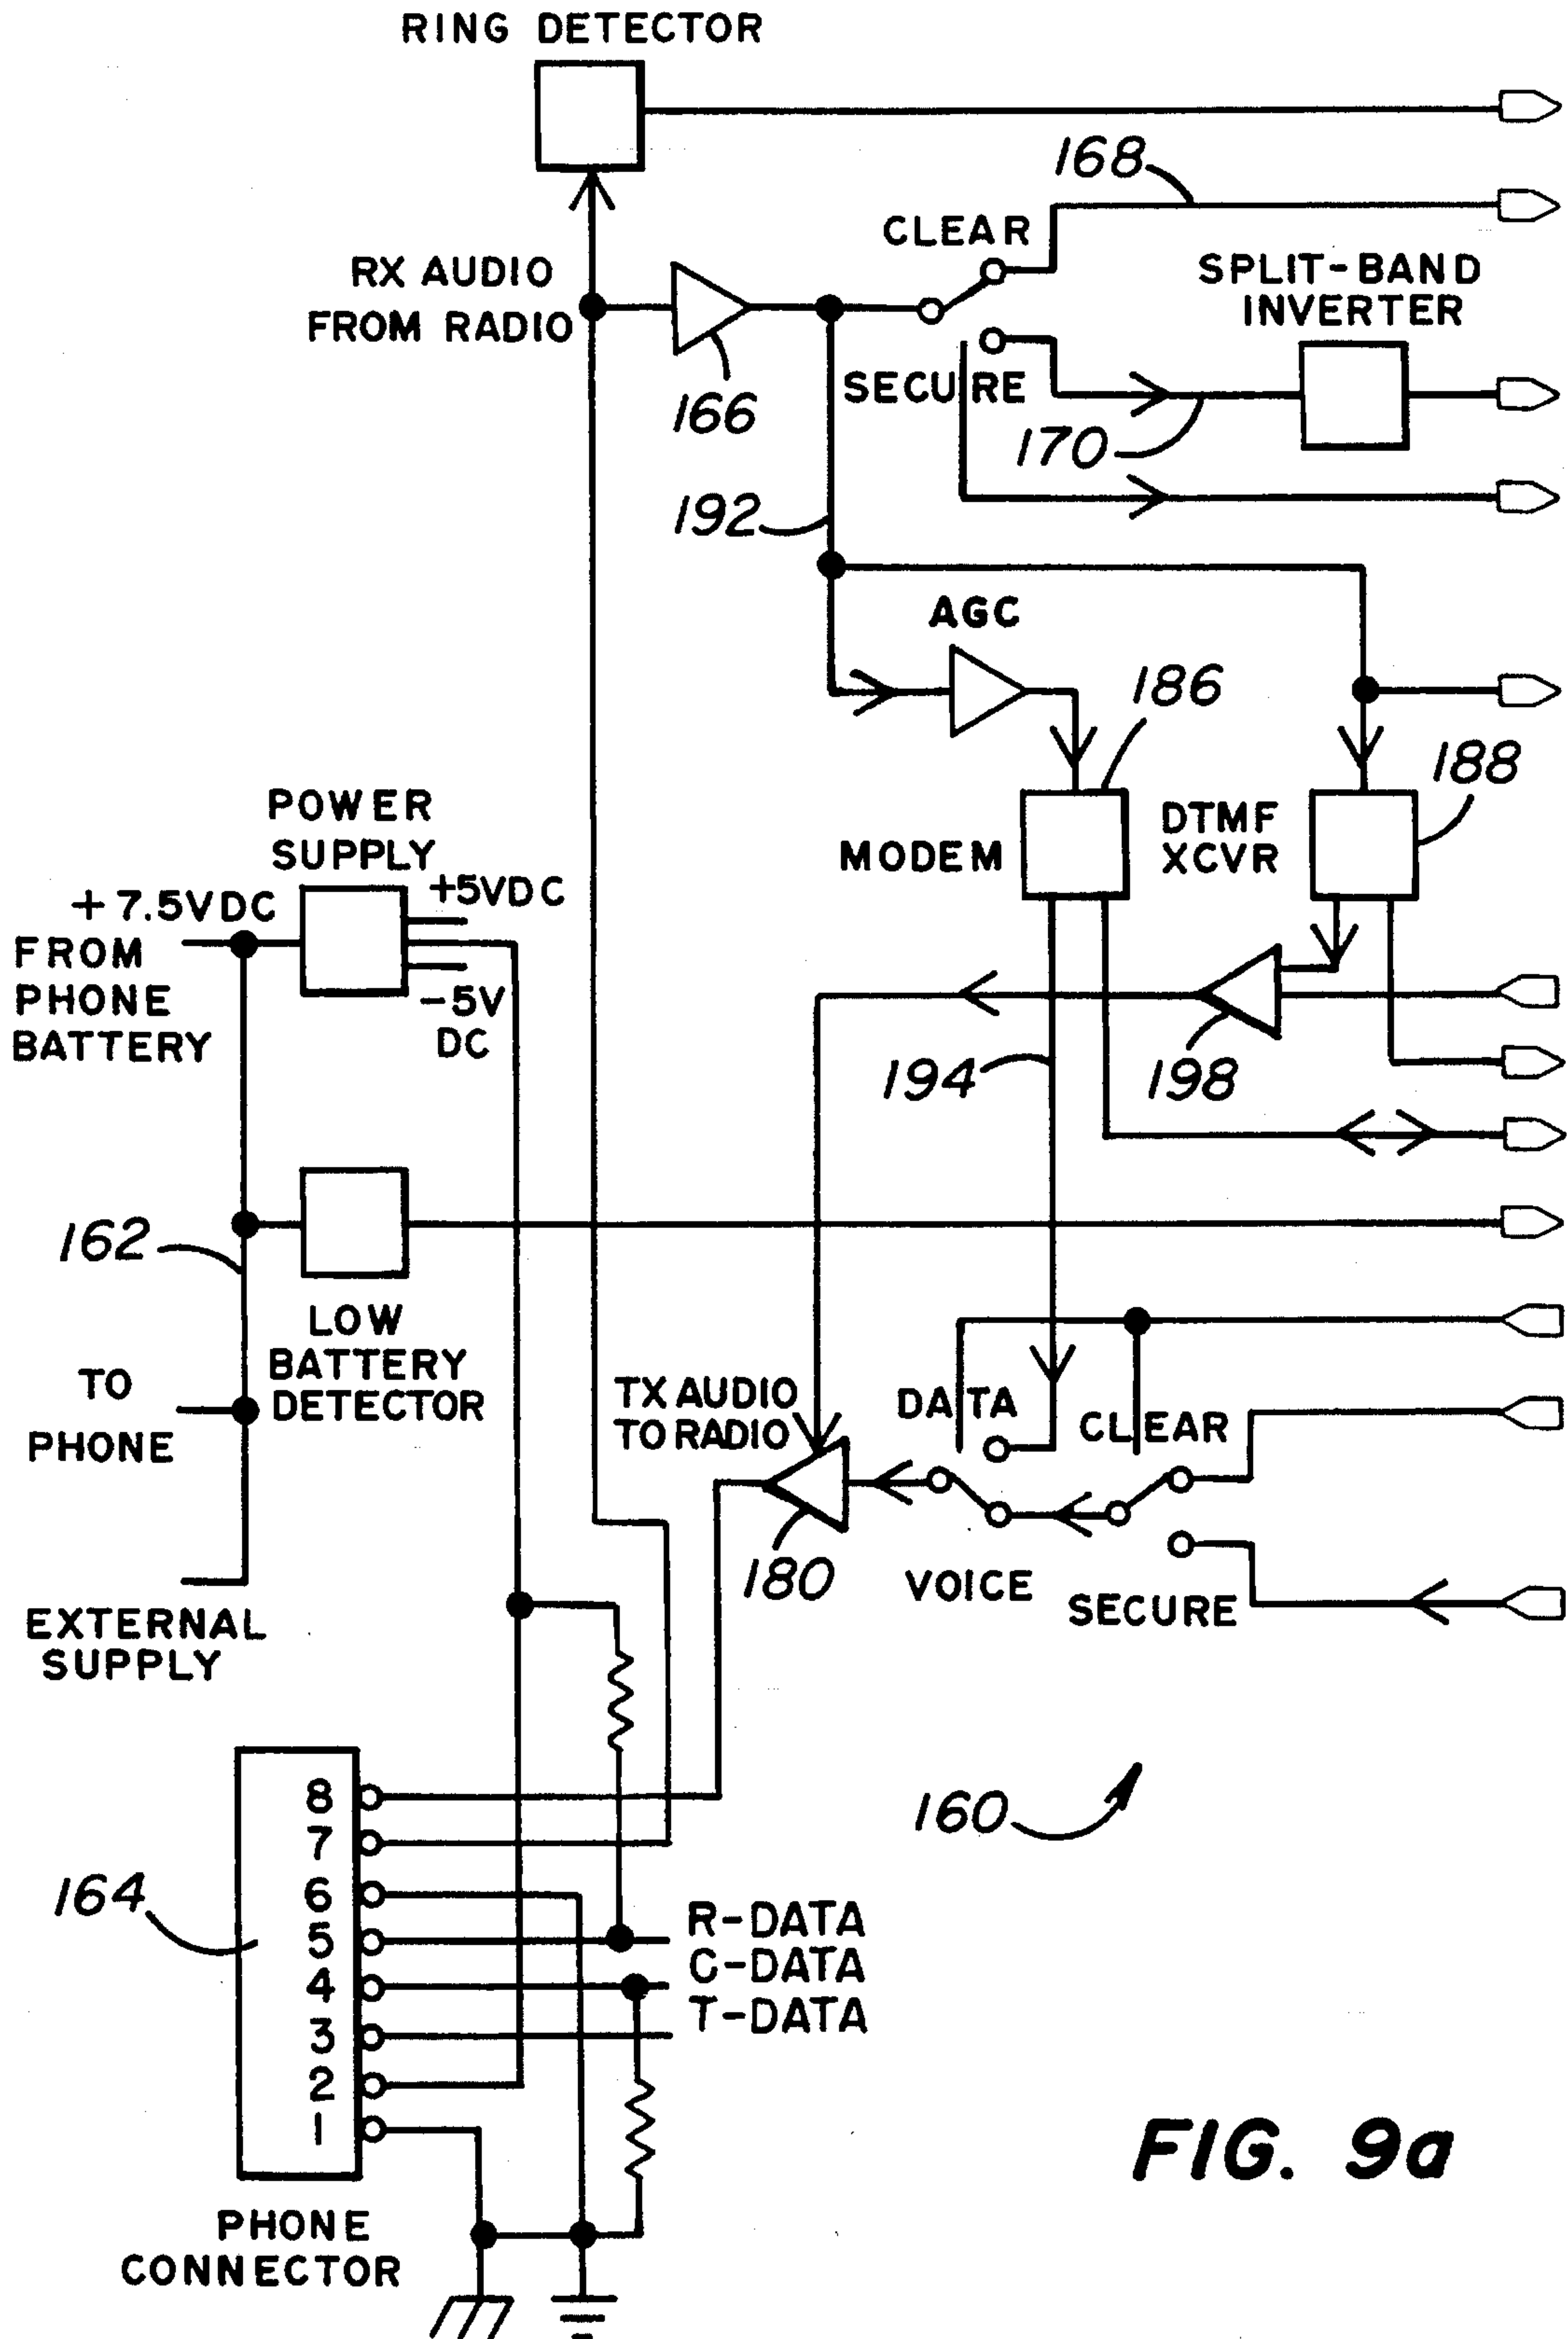 RING DETECTOR
168
CLEAR
RX AUDIO
FROM RADIO
SPLIT-BAND
INVERTER
166
SECURE
170
192
AGC
186
188
POWER
SUPPLY
MODEM
DTMF
XCVR
+5VDC
+7.5VDC
FROM
PHONE
BATTERY
-5V
DC
194
198
162
LOW
BATTERY
DETECTOR
TO
PHONE
TX AUDIO
TO RADIO
DATA
CLEAR
180
VOICE
SECURE
EXTERNAL
SUPPLY
8
7
6
5
4
3
2
1
160
164
R-DATA
C-DATA
T-DATA
PHONE
CONNECTOR
FIG. 9a